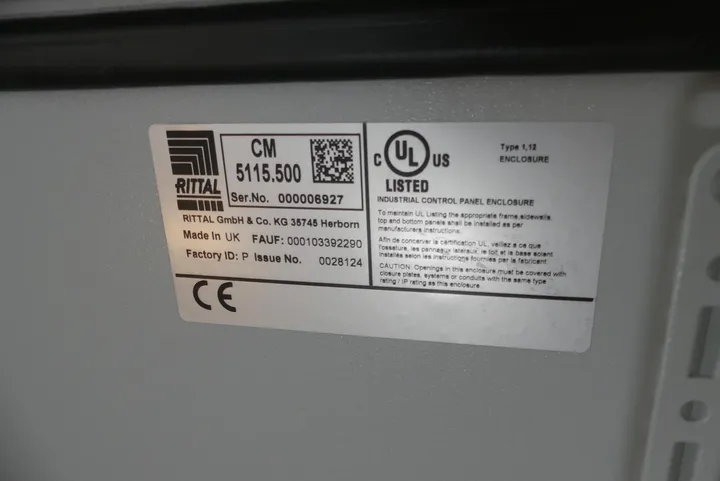 RITTAL
CM
5115.500
Ser.No. 000006927
RITTAL GmbH & Co. KG 35745 Herborn
Made in UK FAUF: 000103392290
Factory ID: P Issue No. 0028124
CE
C UL US
LISTED
Type 1,12
ENCLOSURE
INDUSTRIAL CONTROL PANEL ENCLOSURE
To maintain UL Listing the appropriate frame,sidewalls,
top and bottom panels shall be installed as per
manufacturers instructions.
Afin de concerver la certification UL, veillez a ce que
l'ossature, les panneaux lateraux, le toit et la base soient
installes selon les instructions fournies per la fabricant
CAUTION: Openings in this enclosure must be covered with
closure plates, systems or conduits with the same type
rating / IP rating as this enclosure